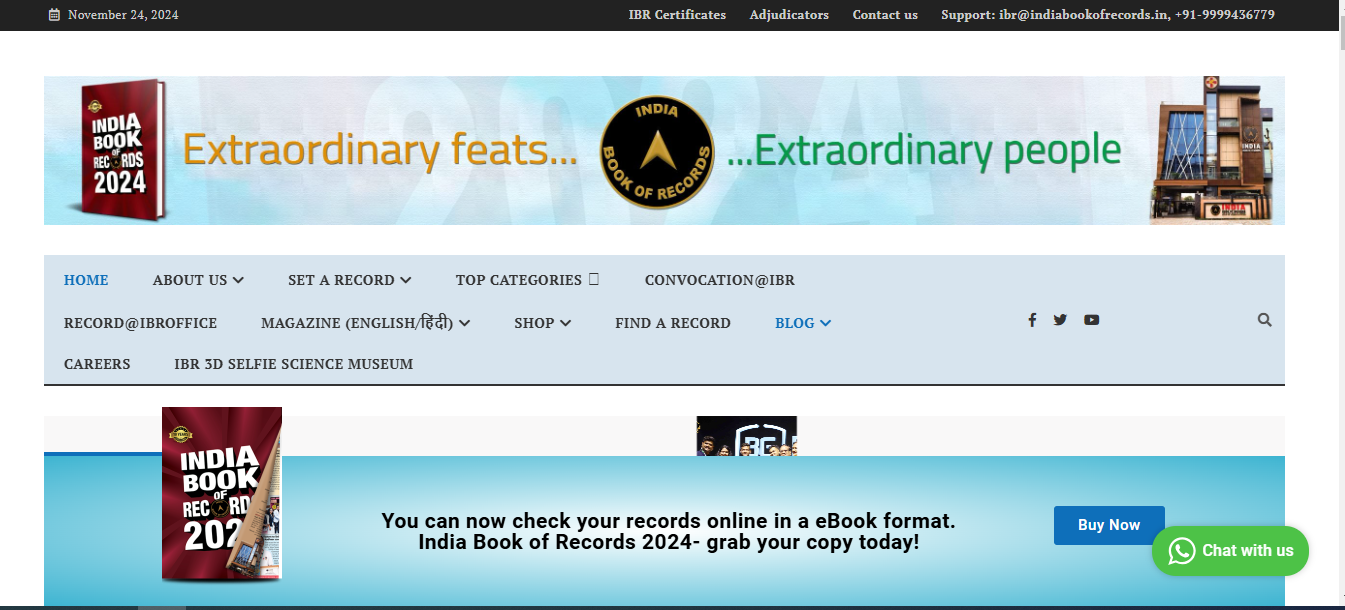 November 24, 2024
IBR Certificates Adjudicators Contact us Support: ibr@indiabookofrecords.in, +91-9999436779
INDIA
BOOK
OF
RECORDS
2024
Extraordinary feats...
INDIA
BOOK OF RECORDS
...Extraordinary people
INDIA
INDIA
HOME ABOUT US SET A RECORD TOP CATEGORIES CONVOCATION@IBR
RECORD@IBROFFICE MAGAZINE (ENGLISH/हिंदी) SHOP FIND A RECORD BLOG
CAREERS IBR 3D SELFIE SCIENCE MUSEUM
INDIA
BOOK
OF
RECORD
202
You can now check your records online in a eBook format.
India Book of Records 2024- grab your copy today!
Buy Now
Chat with us